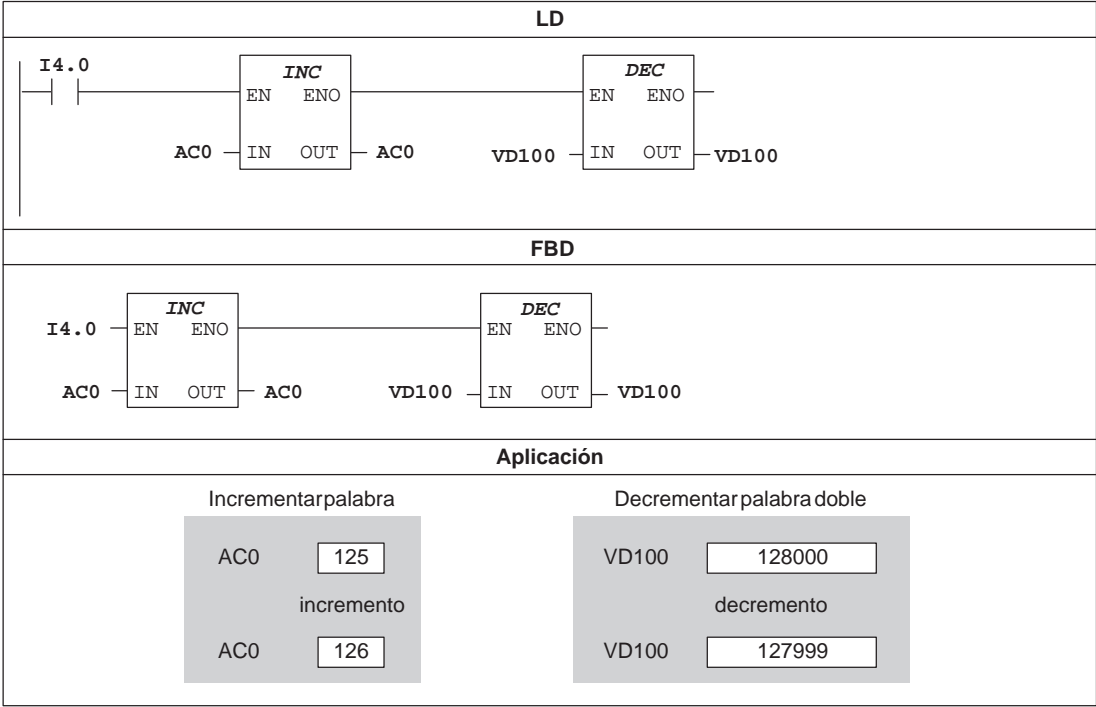 LD
I4.0
INC
DEC
EN ENO
EN ENO
AC0 IN OUT AC0
VD100 IN OUT VD100
FBD
INC
DEC
I4.0 EN ENO
EN ENO
AC0 IN OUT AC0
VD100 IN OUT VD100
Aplicación
Incrementar palabra
Decrementar palabra doble
AC0 125
VD100 128000
incremento
decremento
AC0 126
VD100 127999